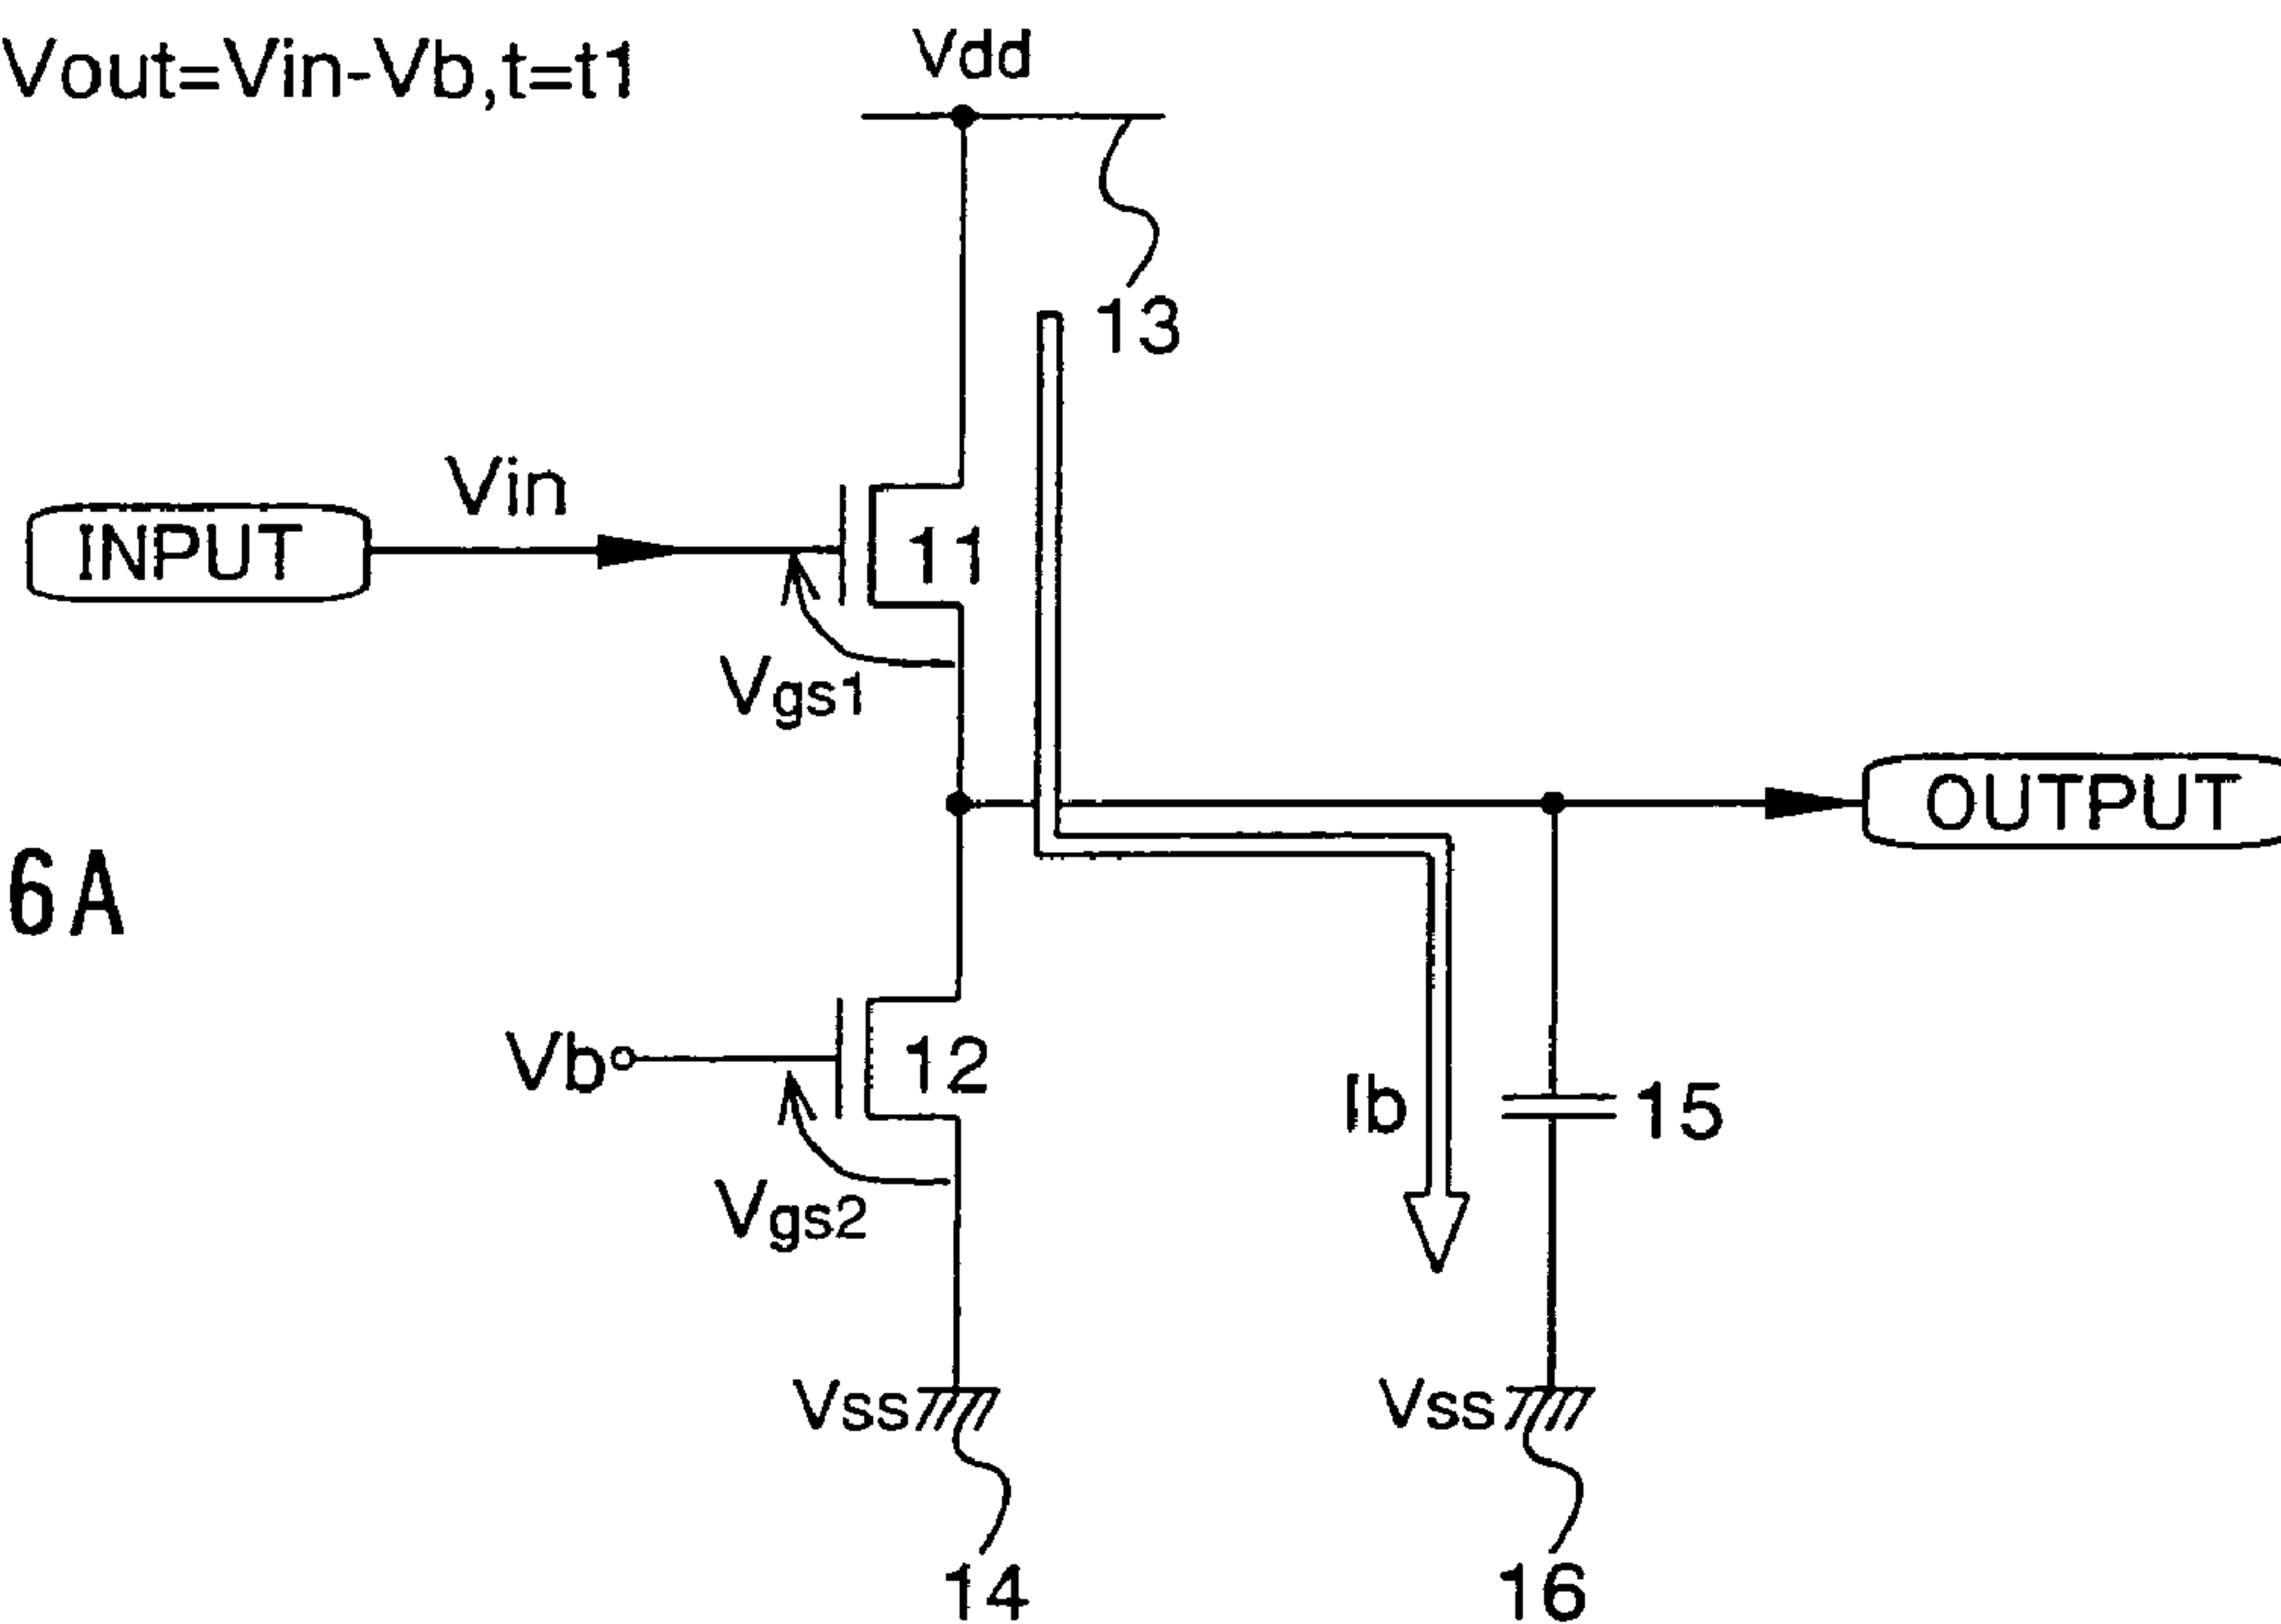 Vout=Vin-Vb,t=t1
Vdd
13
Vin
INPUT
11
Vgs1
OUTPUT
6A
Vb
12
Ib
15
Vgs2
Vss
Vss
14
16